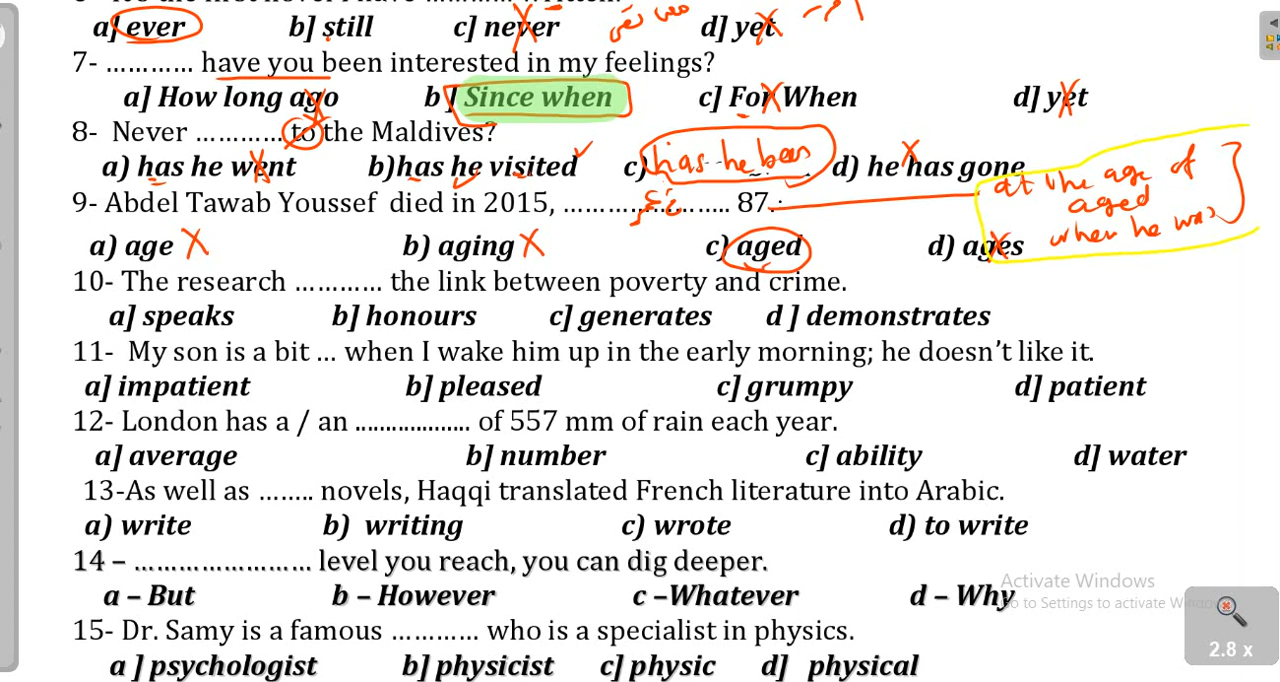 a] ever b] still c] never d] yet
7- ………… have you been interested in my feelings?
a] How long ago b] Since when c] For When d] yet
8- Never ………… to the Maldives?
a) has he went b)has he visited c) has he been d) he has gone
9- Abdel Tawab Youssef died in 2015, ………………….. 87.
at the age of
aged
when he was
a) age b) aging c) aged d) ages
10- The research ………… the link between poverty and crime.
a] speaks b] honours c] generates d ] demonstrates
11- My son is a bit … when I wake him up in the early morning; he doesn’t like it.
a] impatient b] pleased c] grumpy d] patient
12- London has a / an ................... of 557 mm of rain each year.
a] average b] number c] ability d] water
13-As well as …….. novels, Haqqi translated French literature into Arabic.
a) write b) writing c) wrote d) to write
14 – …………………… level you reach, you can dig deeper.
a – But b – However c –Whatever d – Why
Activate Windows
Go to Settings to activate
15- Dr. Samy is a famous ………… who is a specialist in physics.
a ] psychologist b] physicist c] physic d] physical
2.8 x